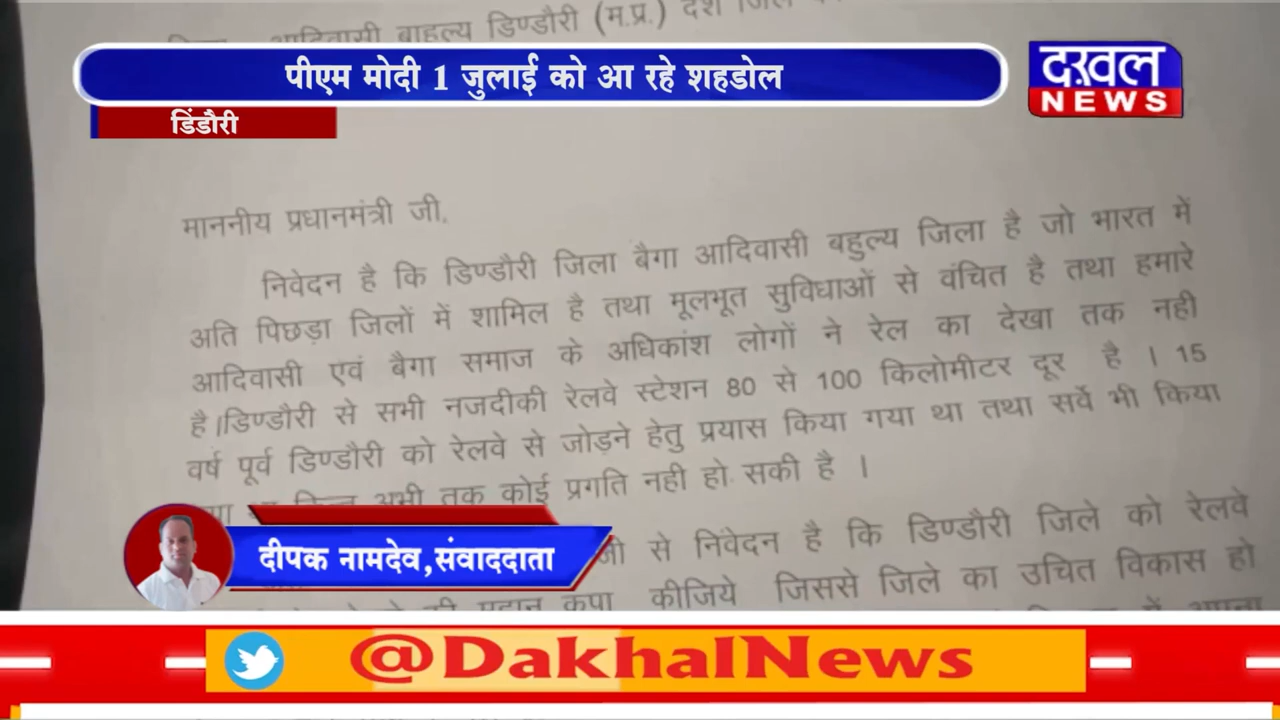 आदिवासी बाहुल्य डिण्डौरी (म.प्र.) देश
पीएम मोदी 1 जुलाई को आ रहे शहडोल
दख़ल
NEWS
डिंडौरी
माननीय प्रधानमंत्री जी,
निवेदन है कि डिण्डौरी जिला बैगा आदिवासी बहुल्य जिला है जो भारत में
अति पिछड़ा जिलों में शामिल है तथा मूलभूत सुविधाओं से वंचित है तथा हमारे
आदिवासी एवं बैगा समाज के अधिकांश लोगों ने रेल का देखा तक नही
है।डिण्डौरी से सभी नजदीकी रेलवे स्टेशन 80 से 100 किलोमीटर दूर है । 15
वर्ष पूर्व डिण्डौरी को रेलवे से जोड़ने हेतु प्रयास किया गया था तथा सर्वे भी किया
अभी तक कोई प्रगति नही हो सकी है ।
से निवेदन है कि डिण्डौरी जिले को रेलवे
कीजिये जिससे जिले का उचित विकास हो
दीपक नामदेव,संवाददाता
@DakhalNews